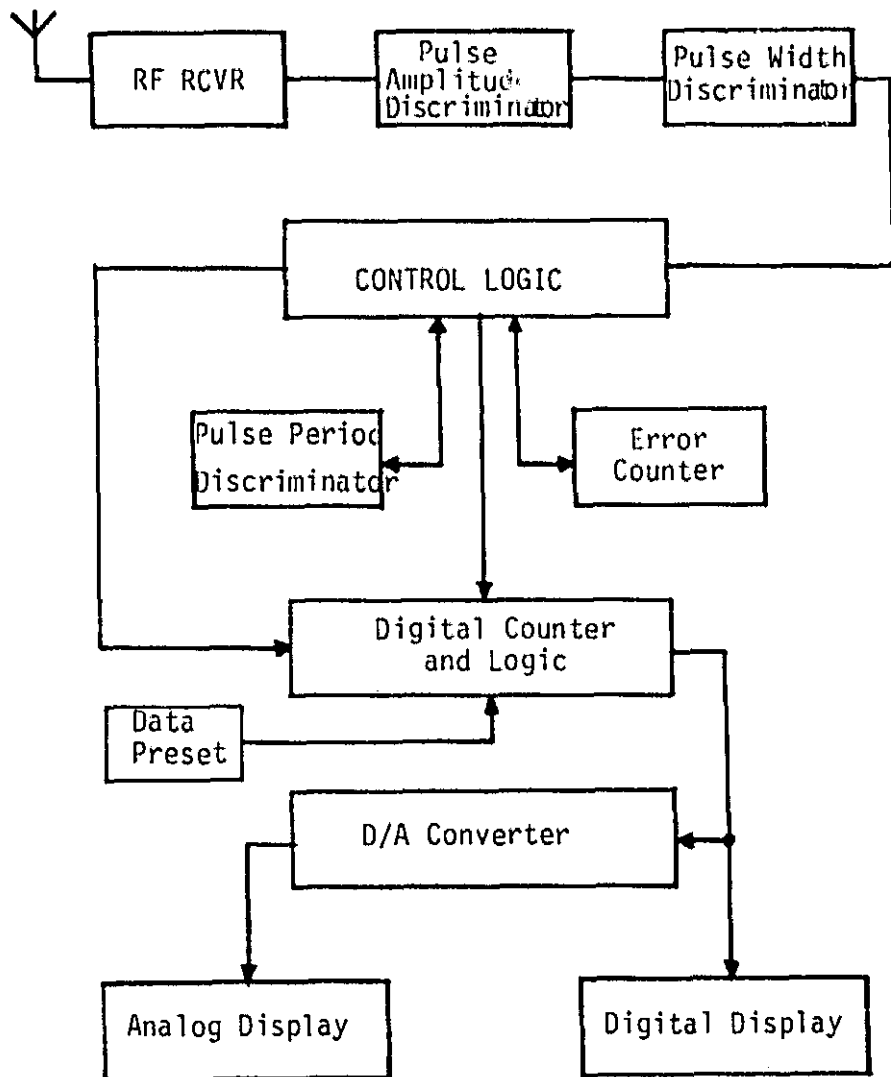 RF RCVR
Pulse
Amplitude
Discriminator
Pulse Width
Discriminator
CONTROL LOGIC
Pulse Period
Discriminator
Error
Counter
Digital Counter
and Logic
Data
Preset
D/A Converter
Analog Display
Digital Display